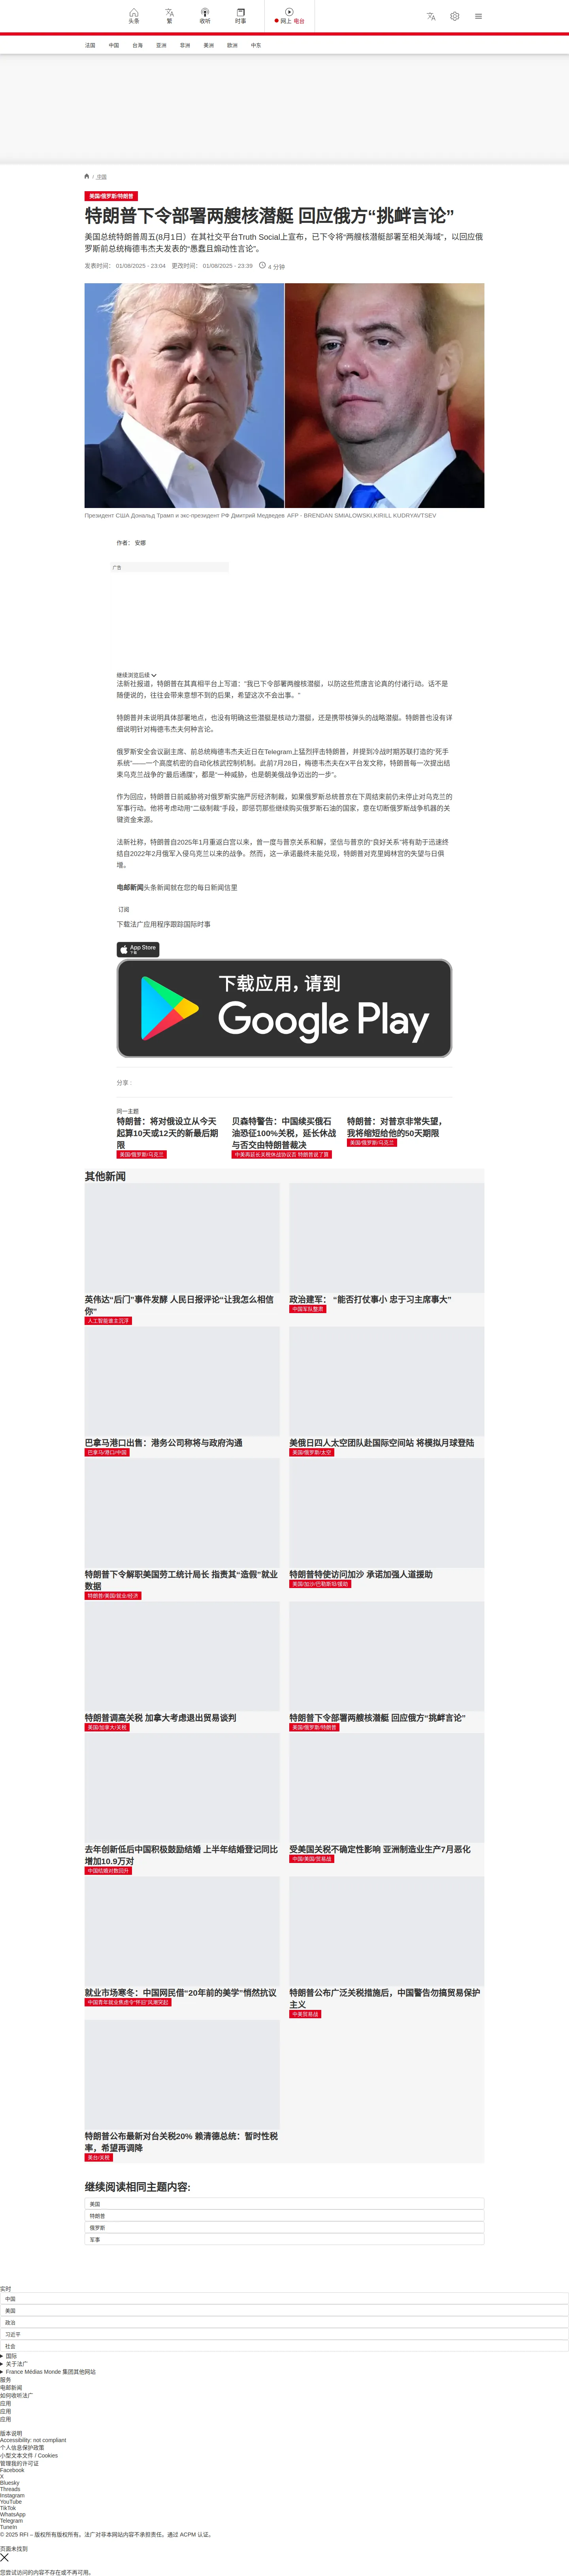 头条
繁
收听
时事
网上 电台
法国 中国 台海 亚洲 非洲 美洲 欧洲 中东
/ 中国
美国/俄罗斯/特朗普
特朗普下令部署两艘核潜艇 回应俄方“挑衅言论”
美国总统特朗普周五(8月1日）在其社交平台Truth Social上宣布，已下令将“两艘核潜艇部署至相关海域”，以回应俄
罗斯前总统梅德韦杰夫发表的“愚蠢且煽动性言论”。
发表时间： 01/08/2025 - 23:04 更改时间： 01/08/2025 - 23:39 4 分钟
Президент США Дональд Трамп и экс-президент РФ Дмитрий Медведев AFP - BRENDAN SMIALOWSKI,KIRILL KUDRYAVTSEV
作者： 安娜
广告
继续浏览后续
法新社报道，特朗普在其真相平台上写道：“我已下令部署两艘核潜艇，以防这些荒唐言论真的付诸行动。话不是
随便说的，往往会带来意想不到的后果，希望这次不会出事。”
特朗普并未说明具体部署地点，也没有明确这些潜艇是核动力潜艇，还是携带核弹头的战略潜艇。特朗普也没有详
细说明针对梅德韦杰夫何种言论。
俄罗斯安全会议副主席、前总统梅德韦杰夫近日在Telegram上猛烈抨击特朗普，并提到冷战时期苏联打造的“死手
系统”——一个高度机密的自动化核武控制机制。此前7月28日，梅德韦杰夫在X平台发文称，特朗普每一次提出结
束乌克兰战争的“最后通牒”，都是“一种威胁，也是朝美俄战争迈出的一步”。
作为回应，特朗普日前威胁将对俄罗斯实施严厉经济制裁，如果俄罗斯总统普京在下周结束前仍未停止对乌克兰的
军事行动。他将考虑动用“二级制裁”手段，即惩罚那些继续购买俄罗斯石油的国家，意在切断俄罗斯战争机器的关
键资金来源。
法新社称，特朗普自2025年1月重返白宫以来，曾一度与普京关系和解，坚信与普京的“良好关系”将有助于迅速终
结自2022年2月俄军入侵乌克兰以来的战争。然而，这一承诺最终未能兑现，特朗普对克里姆林宫的失望与日俱
增。
电邮新闻头条新闻就在您的每日新闻信里
订阅
下载法广应用程序跟踪国际时事
App Store
下载
下载应用，请到
Google Play
分享 :
同一主题
特朗普：将对俄设立从今天
起算10天或12天的新最后期
限
美国/俄罗斯/乌克兰
贝森特警告：中国续买俄石
油恐征100%关税，延长休战
与否交由特朗普裁决
中美再延长关税休战协议否 特朗普说了算
特朗普：对普京非常失望，
我将缩短给他的50天期限
美国/俄罗斯/乌克兰
其他新闻
英伟达“后门”事件发酵 人民日报评论“让我怎么相信
你”
人工智能谁主沉浮
政治建军： “能否打仗事小 忠于习主席事大”
中国军队整肃
巴拿马港口出售：港务公司称将与政府沟通
巴拿马/港口/中国
美俄日四人太空团队赴国际空间站 将模拟月球登陆
美国/俄罗斯/太空
特朗普下令解职美国劳工统计局长 指责其“造假”就业
数据
特朗普/美国/就业/经济
特朗普特使访问加沙 承诺加强人道援助
美国/加沙/巴勒斯坦/援助
特朗普调高关税 加拿大考虑退出贸易谈判
美国/加拿大/关税
特朗普下令部署两艘核潜艇 回应俄方“挑衅言论”
美国/俄罗斯/特朗普
去年创新低后中国积极鼓励结婚 上半年结婚登记同比
增加10.9万对
中国结婚对数回升
受美国关税不确定性影响 亚洲制造业生产7月恶化
中国/美国/贸易战
就业市场寒冬：中国网民借“20年前的美学”悄然抗议
中国青年就业焦虑令“怀旧”风潮突起
特朗普公布广泛关税措施后，中国警告勿搞贸易保护
主义
中美贸易战
特朗普公布最新对台关税20% 赖清德总统：暂时性税
率，希望再调降
美台/关税
继续阅读相同主题内容:
美国
特朗普
俄罗斯
军事
实时
中国
美国
政治
习近平
社会
国际
关于法广
France Médias Monde 集团其他网站
服务
电邮新闻
如何收听法广
应用
应用
应用
版本说明
Accessibility: not compliant
个人信息保护政策
小型文本文件 / Cookies
管理我的许可证
Facebook
X
Bluesky
Threads
Instagram
YouTube
TikTok
WhatsApp
Telegram
TuneIn
© 2025 RFI – 版权所有版权所有。法广对非本网站内容不承担责任。通过 ACPM 认证。
页面未找到
您尝试访问的内容不存在或不再可用。